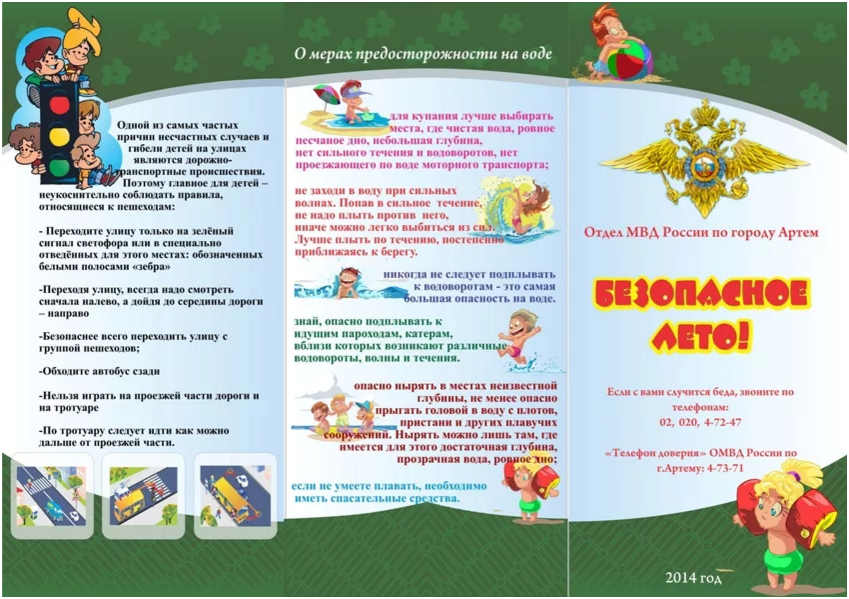 Одной из самых частых
причин несчастных случаев и
гибели детей на улицах
являются дорожно-
транспортные происшествия.
Поэтому главное для детей –
неукоснительно соблюдать правила,
относящиеся к пешеходам:
- Переходите улицу только на зелёный
сигнал светофора или в специально
отведённых для этого местах: обозначенных
белыми полосами «зебра»
-Переходя улицу, всегда надо смотреть
сначала налево, а дойдя до середины дороги
– направо
-Безопаснее всего переходить улицу с
группой пешеходов;
-Обходите автобус сзади
-Нельзя играть на проезжей части дороги и
на тротуаре
-По тротуару следует идти как можно
дальше от проезжей части.
О мерах предосторожности на воде
для купания лучше выбирать
места, где чистая вода, ровное
песчаное дно, небольшая глубина,
нет сильного течения и водоворотов, нет
проезжающего по воде моторного транспорта;
не заходи в воду при сильных
волнах. Попав в сильное течение,
не надо плыть против него,
иначе можно легко выбиться из сил.
Лучше плыть по течению, постепенно
приближаясь к берегу.
никогда не следует подплывать
к водоворотам - это самая
большая опасность на воде.
знай, опасно подплывать к
идущим пароходам, катерам,
вблизи которых возникают различные
водовороты, волны и течения.
опасно нырять в местах неизвестной
глубины, не менее опасно
прыгать головой в воду с плотов,
пристани и других плавучих
сооружений. Нырять можно лишь там, где
имеется для этого достаточная глубина,
прозрачная вода, ровное дно;
если не умеете плавать, необходимо
иметь спасательные средства.
Отдел МВД России по городу Артем
БЕЗОПАСНОЕ
ЛЕТО!
Если с вами случится беда, звоните по
телефонам:
02, 020, 4-72-47
«Телефон доверия» ОМВД России по
г.Артему: 4-73-71
2014 год